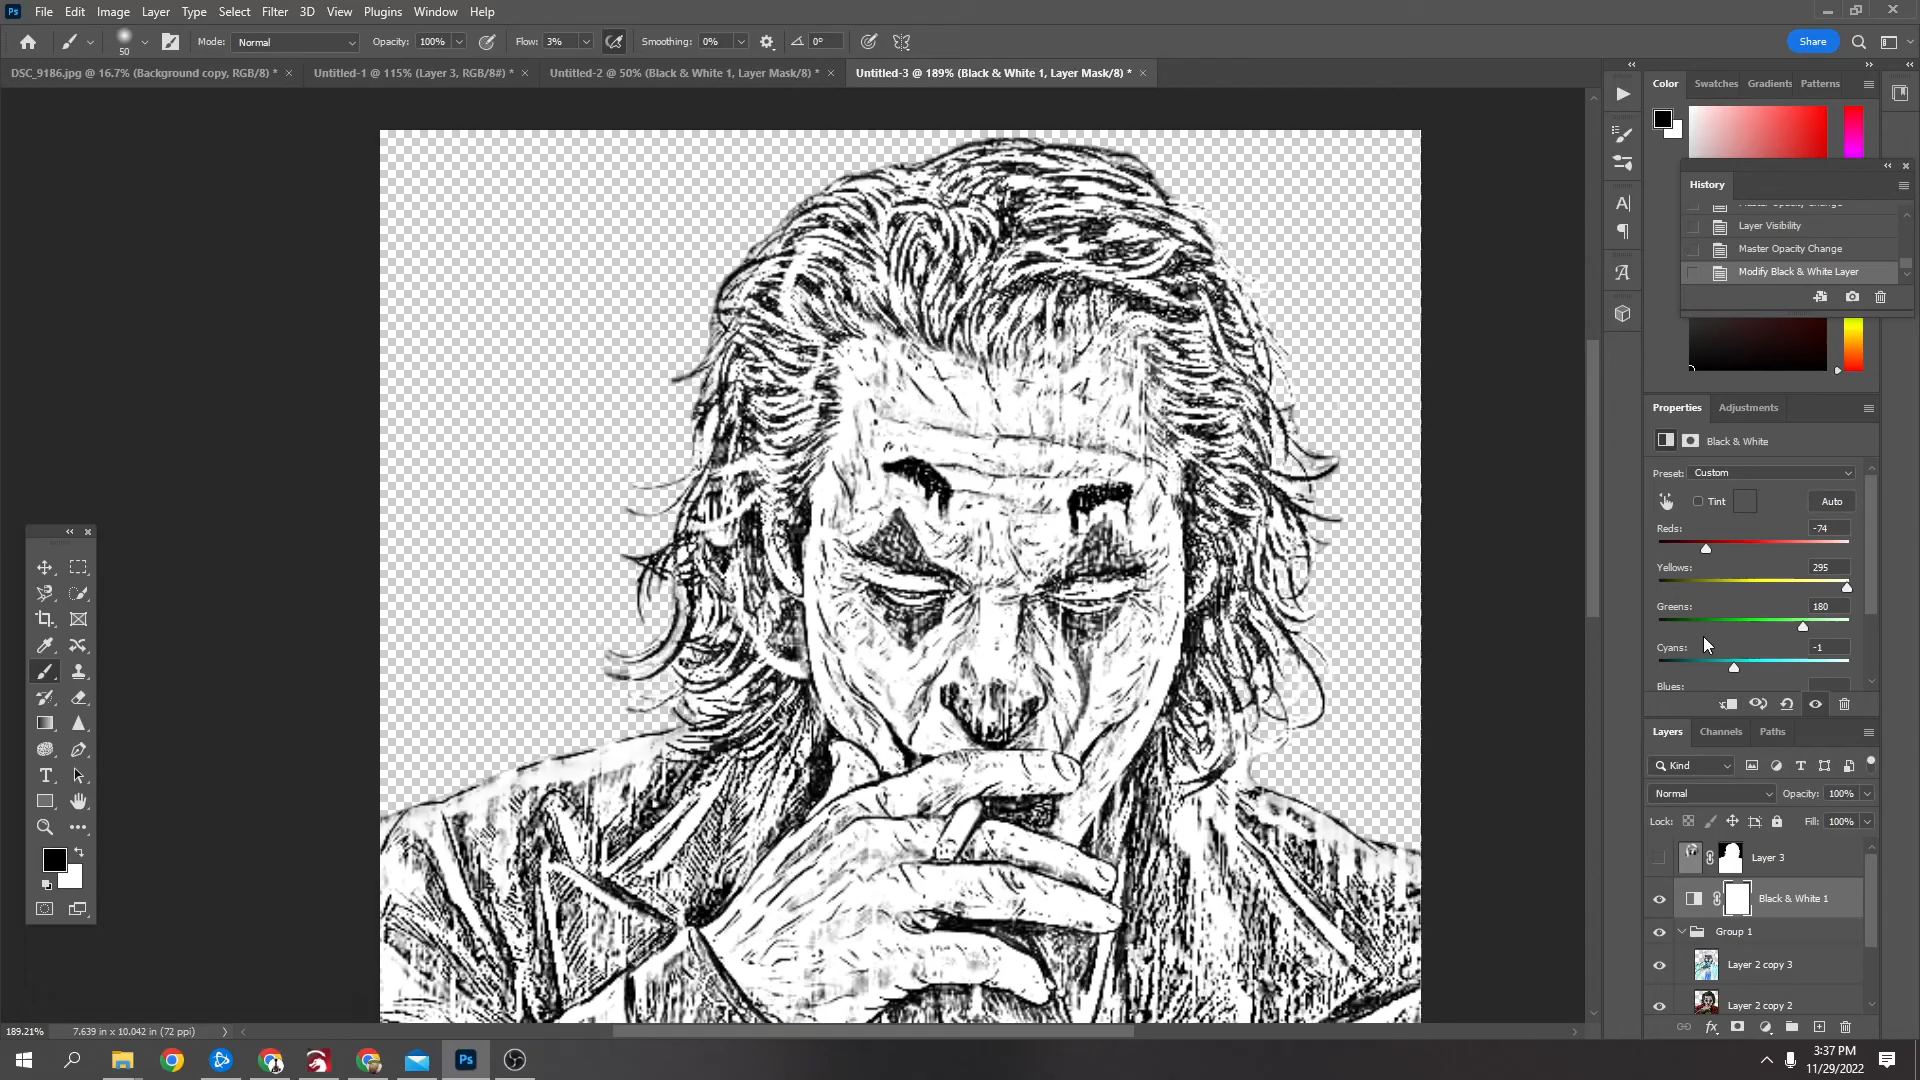 Ps File Edit Image Layer Type Select Filter 3D View Plugins Window Help
50 Mode: Normal Opacity: 100% Flow: 3% Smoothing: 0% 0° Share
DSC_9186.jpg @ 16.7% (Background copy, RGB/8) * × Untitled-1 @ 115% (Layer 3, RGB/8#) * × Untitled-2 @ 50% (Black & White 1, Layer Mask/8) * × Untitled-3 @ 189% (Black & White 1, Layer Mask/8) * ×
Color Swatches Gradients Patterns
History
Master Opacity Change
Layer Visibility
Master Opacity Change
Modify Black & White Layer
Properties Adjustments
Black & White
Preset: Custom
Tint Auto
Reds: -74
Yellows: 295
Greens: 180
Cyans: -1
Blues:
Layers Channels Paths
Kind
Normal Opacity: 100%
Lock: Fill: 100%
Layer 3
Black & White 1
Group 1
Layer 2 copy 3
Layer 2 copy 2
189.21% 7.639 in x 10.042 in (72 ppi)
Ps
3:37 PM
11/29/2022